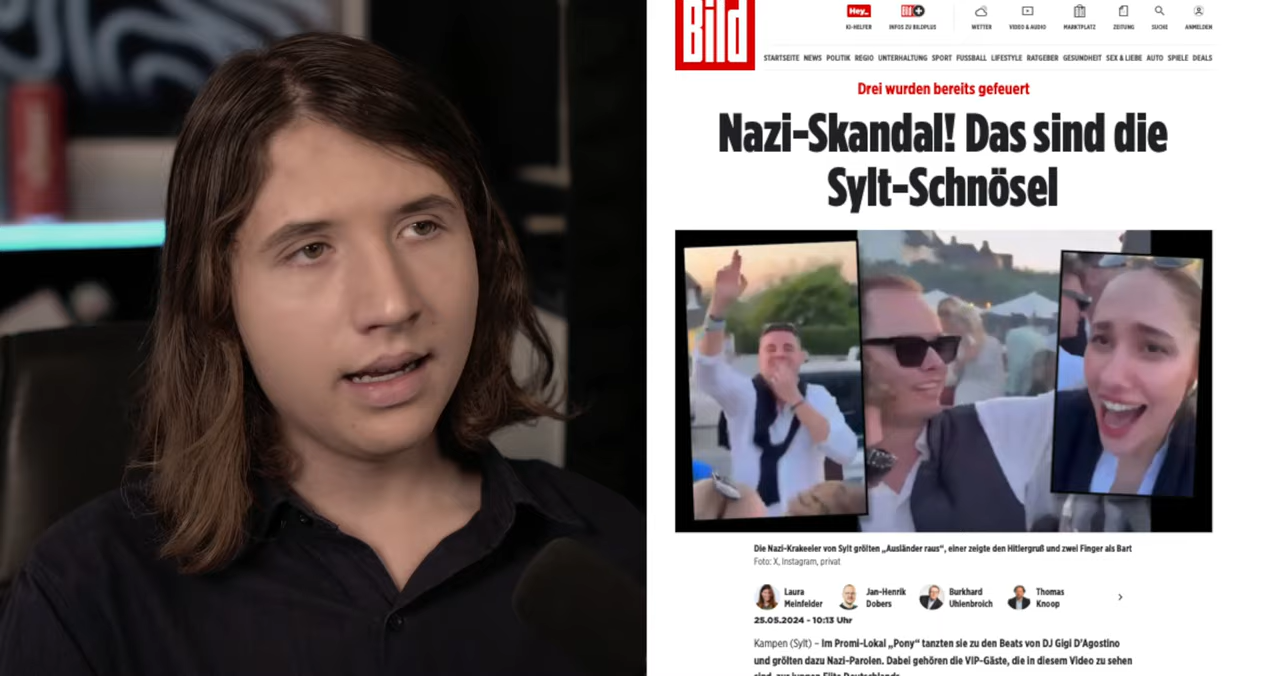 Bild
Hey_
Bild
KI-HELFER
INFOS ZU BILDPLUS
WETTER
VIDEO & AUDIO
MARKTPLATZ
ZEITUNG
SUCHE
ANMELDEN
STARTSEITE NEWS POLITIK REGIO UNTERHALTUNG SPORT FUSSBALL LIFESTYLE RATGEBER GESUNDHEIT SEX & LIEBE AUTO SPIELE DEALS
Drei wurden bereits gefeuert
Nazi-Skandal! Das sind die
Sylt-Schnösel
Die Nazi-Krakeeler von Sylt grölten „Ausländer raus“, einer zeigte den Hitlergruß und zwei Finger als Bart
Foto: X, Instagram, privat
Laura
Meinfelder
Jan-Henrik
Dobers
Burkhard
Uhlenbroich
Thomas
Knoop
25.05.2024 - 10:13 Uhr
Kampen (Sylt) – Im Promi-Lokal „Pony“ tanzten sie zu den Beats von DJ Gigi D’Agostino
und grölten dazu Nazi-Parolen. Dabei gehören die VIP-Gäste, die in diesem Video zu sehen